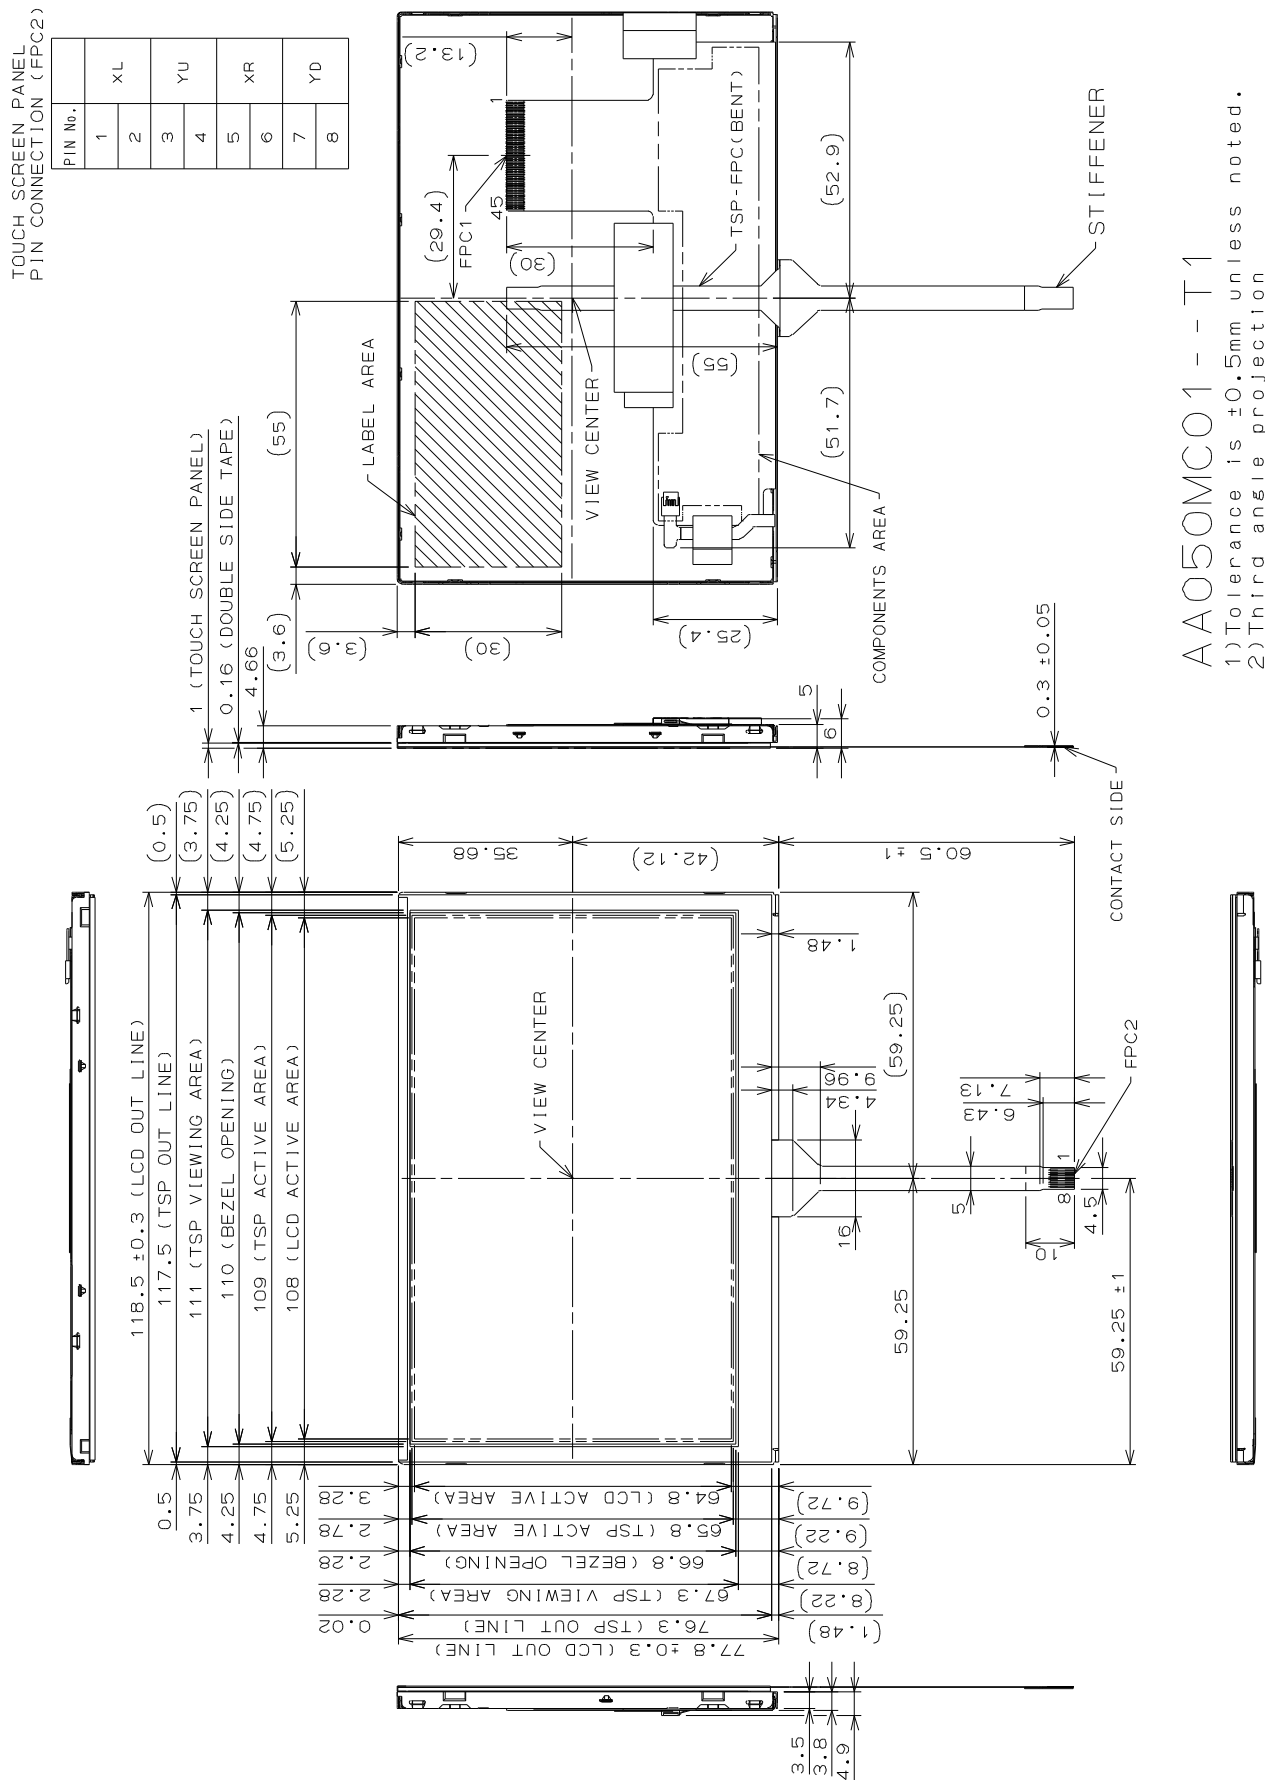 TOUCH SCREEN PANEL
PIN CONNECTION (FPC2)
PIN No.
1
2
XL
3
4
YU
5
6
XR
7
8
YD
118.5 ±0.3 (LCD OUT LINE)
117.5 (TSP OUT LINE)
111 (TSP VIEWING AREA)
110 (BEZEL OPENING)
109 (TSP ACTIVE AREA)
108 (LCD ACTIVE AREA)
0.5
3.75
4.25
4.75
5.25
(0.5)
(3.75)
(4.25)
(4.75)
(5.25)
77.8 ±0.3 (LCD OUT LINE)
76.3 (TSP OUT LINE)
67.3 (TSP VIEWING AREA)
66.8 (BEZEL OPENING)
65.8 (TSP ACTIVE AREA)
64.8 (LCD ACTIVE AREA)
0.02
2.28
2.28
2.78
3.28
(1.48)
(8.22)
(8.72)
(9.22)
(9.72)
3.5
3.8
4.9
VIEW CENTER
35.68
(42.12)
60.5 ±1
1.48
59.25
(59.25)
16
4.34
9.96
5
10
6.43
7.13
8
1
4.5
FPC2
59.25 ±1
1 (TOUCH SCREEN PANEL)
0.16 (DOUBLE SIDE TAPE)
4.66
5
6
0.3 ±0.05
CONTACT SIDE
(3.6)
(55)
(3.6)
(30)
LABEL AREA
VIEW CENTER
(25.4)
COMPONENTS AREA
(29.4)
FPC1
45
1
(13.2)
(30)
(55)
(51.7)
(52.9)
TSP-FPC(BENT)
STIFFENER
AA050MC01--T1
1)Tolerance is ±0.5mm unless noted.
2)Third angle projection